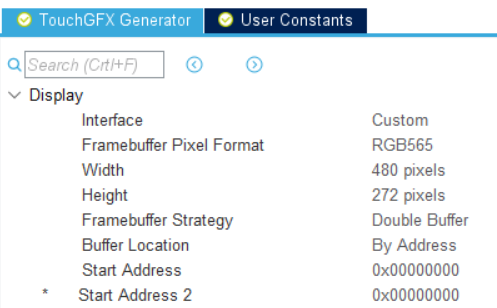 TouchGFX Generator User Constants
Search (Crtl+F)
Display
Interface Custom
Framebuffer Pixel Format RGB565
Width 480 pixels
Height 272 pixels
Framebuffer Strategy Double Buffer
Buffer Location By Address
Start Address 0x00000000
* Start Address 2 0x00000000